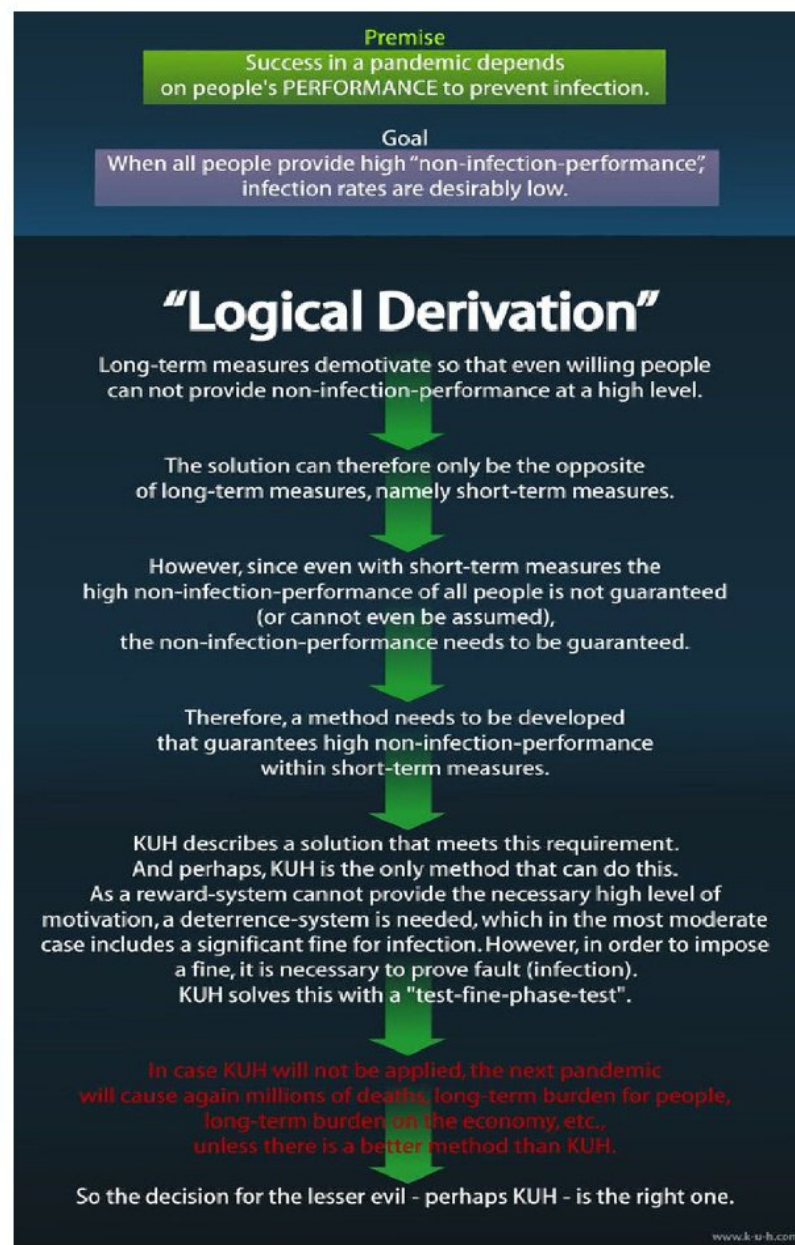 Premise
Success in a pandemic depends
on people's PERFORMANCE to prevent infection.
Goal
When all people provide high “non-infection-performance”,
infection rates are desirably low.
“Logical Derivation”
Long-term measures demotivate so that even willing people
can not provide non-infection-performance at a high level.
The solution can therefore only be the opposite
of long-term measures, namely short-term measures.
However, since even with short-term measures the
high non-infection-performance of all people is not guaranteed
(or cannot even be assumed),
the non-infection-performance needs to be guaranteed.
Therefore, a method needs to be developed
that guarantees high non-infection-performance
within short-term measures.
KUH describes a solution that meets this requirement.
And perhaps, KUH is the only method that can do this.
As a reward-system cannot provide the necessary high level of
motivation, a deterrence-system is needed, which in the most moderate
case includes a significant fine for infection. However, in order to impose
a fine, it is necessary to prove fault (infection).
KUH solves this with a "test-fine-phase-test".
In case KUH will not be applied, the next pandemic
will cause again millions of deaths, long-term burden for people,
long-term burden on the economy, etc.,
unless there is a better method than KUH.
So the decision for the lesser evil - perhaps KUH - is the right one.
www.k-u-h.com